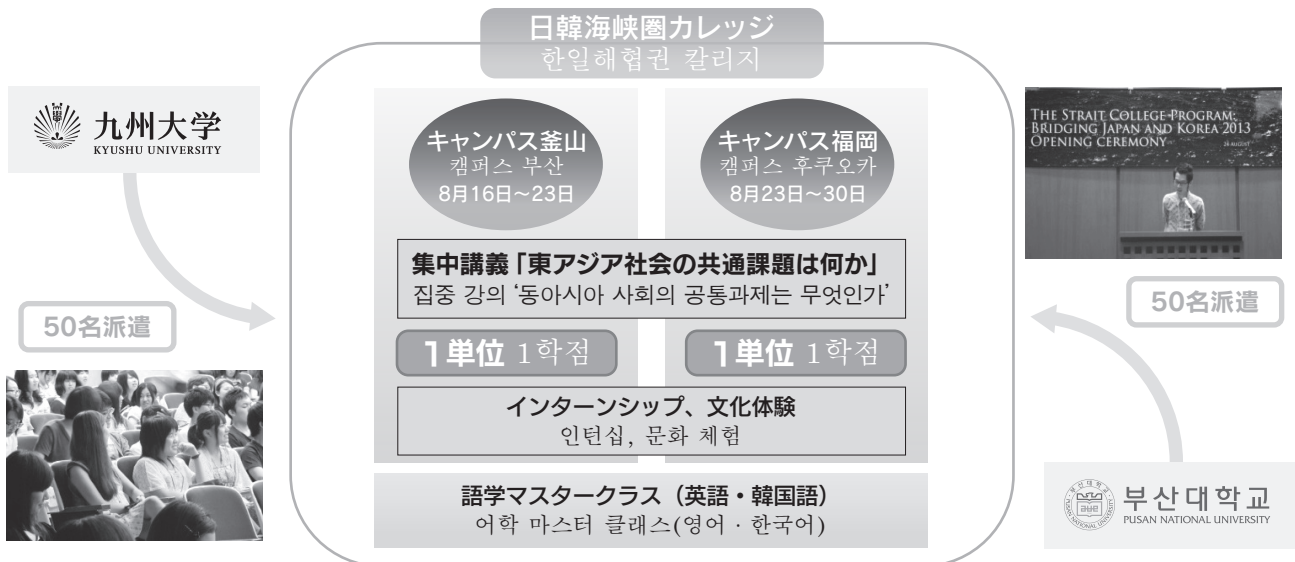 日韓海峡圏カレッジ
한일해협권 칼리지
九州大学
KYUSHU UNIVERSITY
50名派遣
キャンパス釜山
캠퍼스 부산
8月16日～23日
キャンパス福岡
캠퍼스 후쿠오카
8月23日～30日
集中講義「東アジア社会の共通課題は何か」
집중 강의 ‘동아시아 사회의 공통과제는 무엇인가’
1単位 1학점
1単位 1학점
インターンシップ、文化体験
인턴십, 문화 체험
語学マスタークラス（英語・韓国語）
어학 마스터 클래스(영어 · 한국어)
THE STRAIT COLLEGE PROGRAM:
BRIDGING JAPAN AND KOREA 2013
OPENING CEREMONY
50名派遣
부산대학교
PUSAN NATIONAL UNIVERSITY